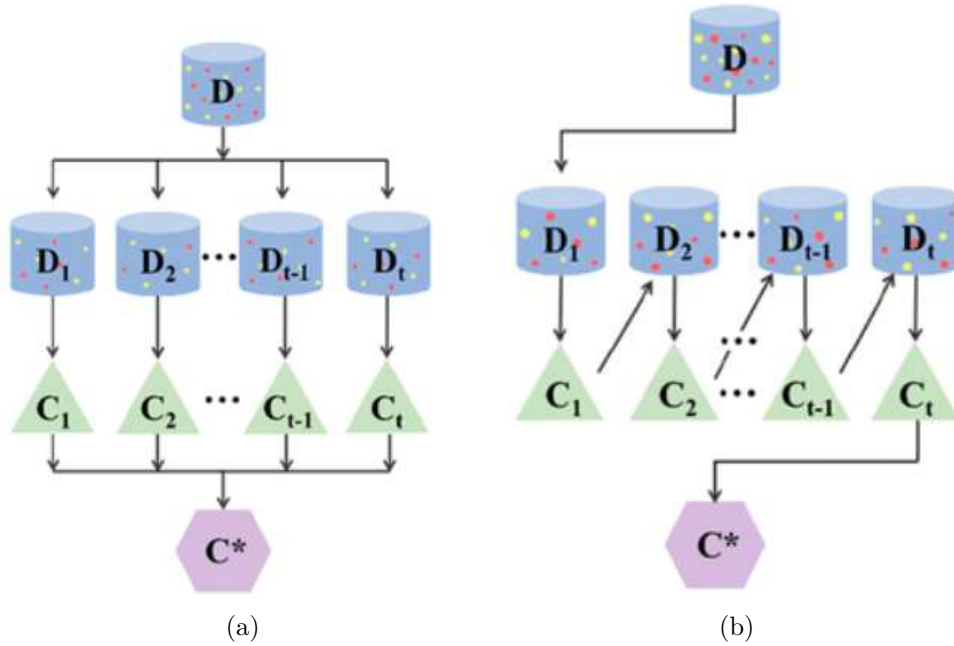 D
D
D₁ D₂ ••• Dₜ₋₁ Dₜ
D₁ D₂ ••• Dₜ₋₁ Dₜ
•••
C₁ C₂ ••• Cₜ₋₁ Cₜ
C₁ C₂ ••• Cₜ₋₁ Cₜ
C*
C*
(a)
(b)